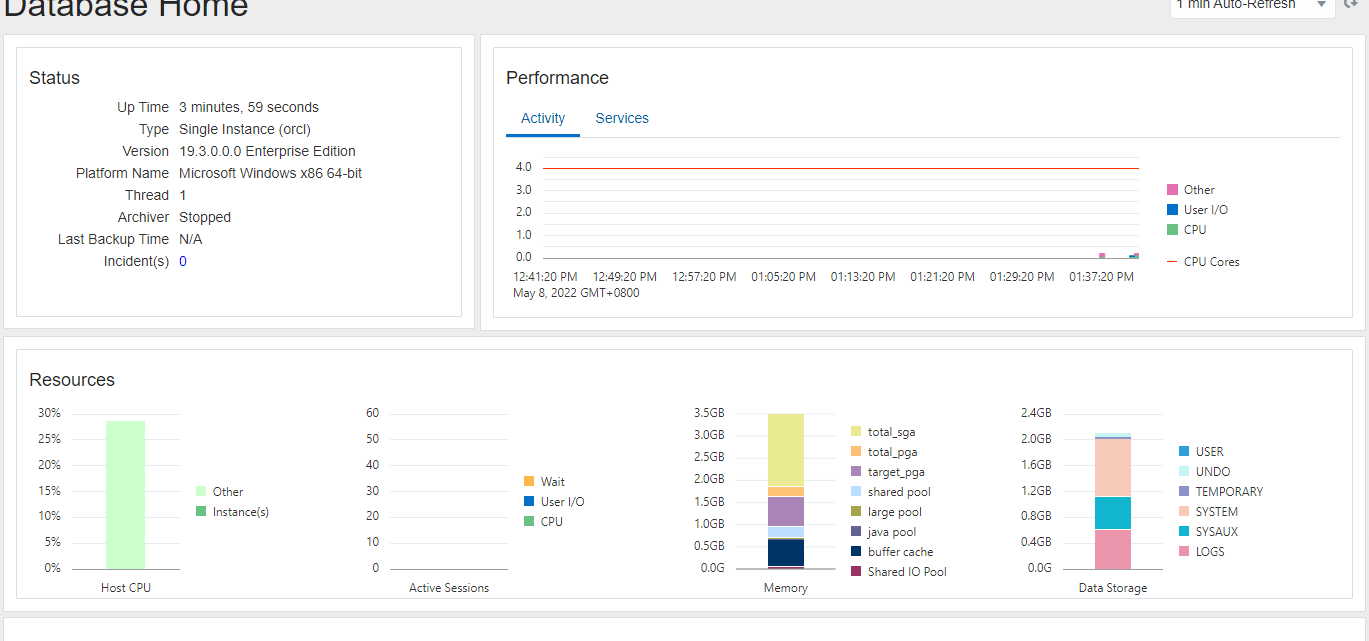 Database Home
1 min Auto-Refresh
Status
Up Time 3 minutes, 59 seconds
Type Single Instance (orcl)
Version 19.3.0.0.0 Enterprise Edition
Platform Name Microsoft Windows x86 64-bit
Thread 1
Archiver Stopped
Last Backup Time N/A
Incident(s) 0
Performance
Activity Services
4.0
3.0
2.0
1.0
0.0
12:41:20 PM 12:49:20 PM 12:57:20 PM 01:05:20 PM 01:13:20 PM 01:21:20 PM 01:29:20 PM 01:37:20 PM
May 8, 2022 GMT+0800
Other
User I/O
CPU
CPU Cores
Resources
30%
25%
20%
15%
10%
5%
0%
Host CPU
Other
Instance(s)
60
50
40
30
20
10
0
Active Sessions
Wait
User I/O
CPU
3.5GB
3.0GB
2.5GB
2.0GB
1.5GB
1.0GB
0.5GB
0.0G
Memory
total_sga
total_pga
target_pga
shared pool
large pool
java pool
buffer cache
Shared IO Pool
2.4GB
2.0GB
1.6GB
1.2GB
0.8GB
0.4GB
0.0G
Data Storage
USER
UNDO
TEMPORARY
SYSTEM
SYSAUX
LOGS